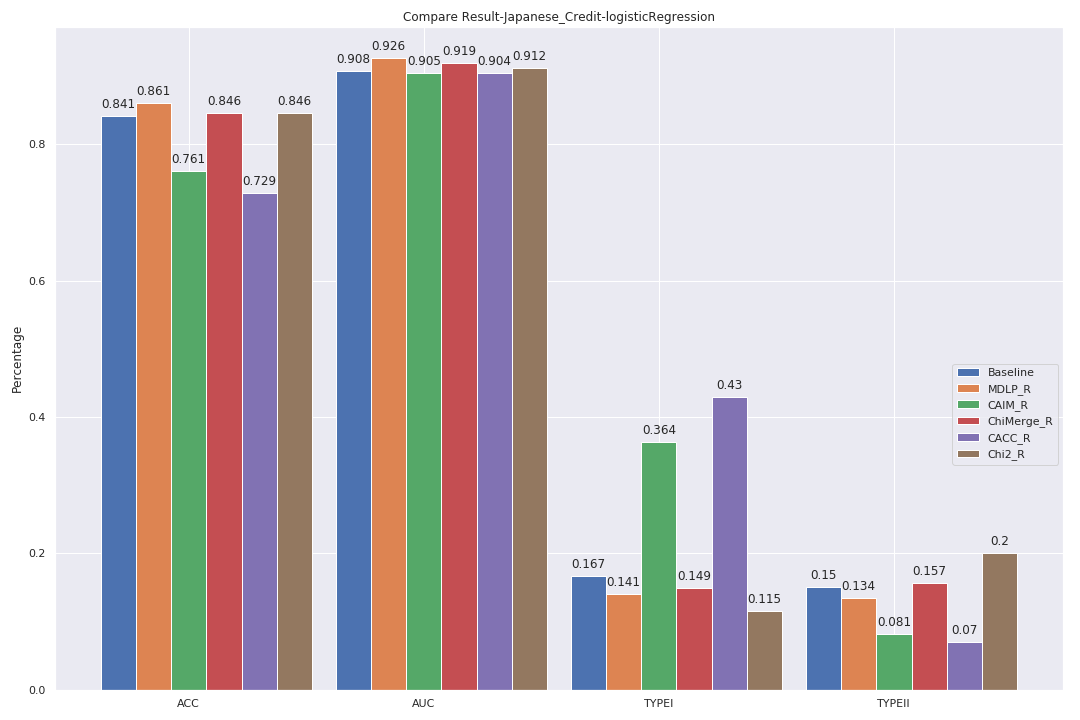 Compare Result-Japanese_Credit-logisticRegression
Percentage
0.8
0.6
0.4
0.2
0.0
0.841
0.861
0.761
0.846
0.729
0.846
0.908
0.926
0.905
0.919
0.904
0.912
0.167
0.141
0.364
0.149
0.43
0.115
0.15
0.134
0.081
0.157
0.07
0.2
ACC
AUC
TYPEI
TYPEII
Baseline
MDLP_R
CAIM_R
ChiMerge_R
CACC_R
Chi2_R